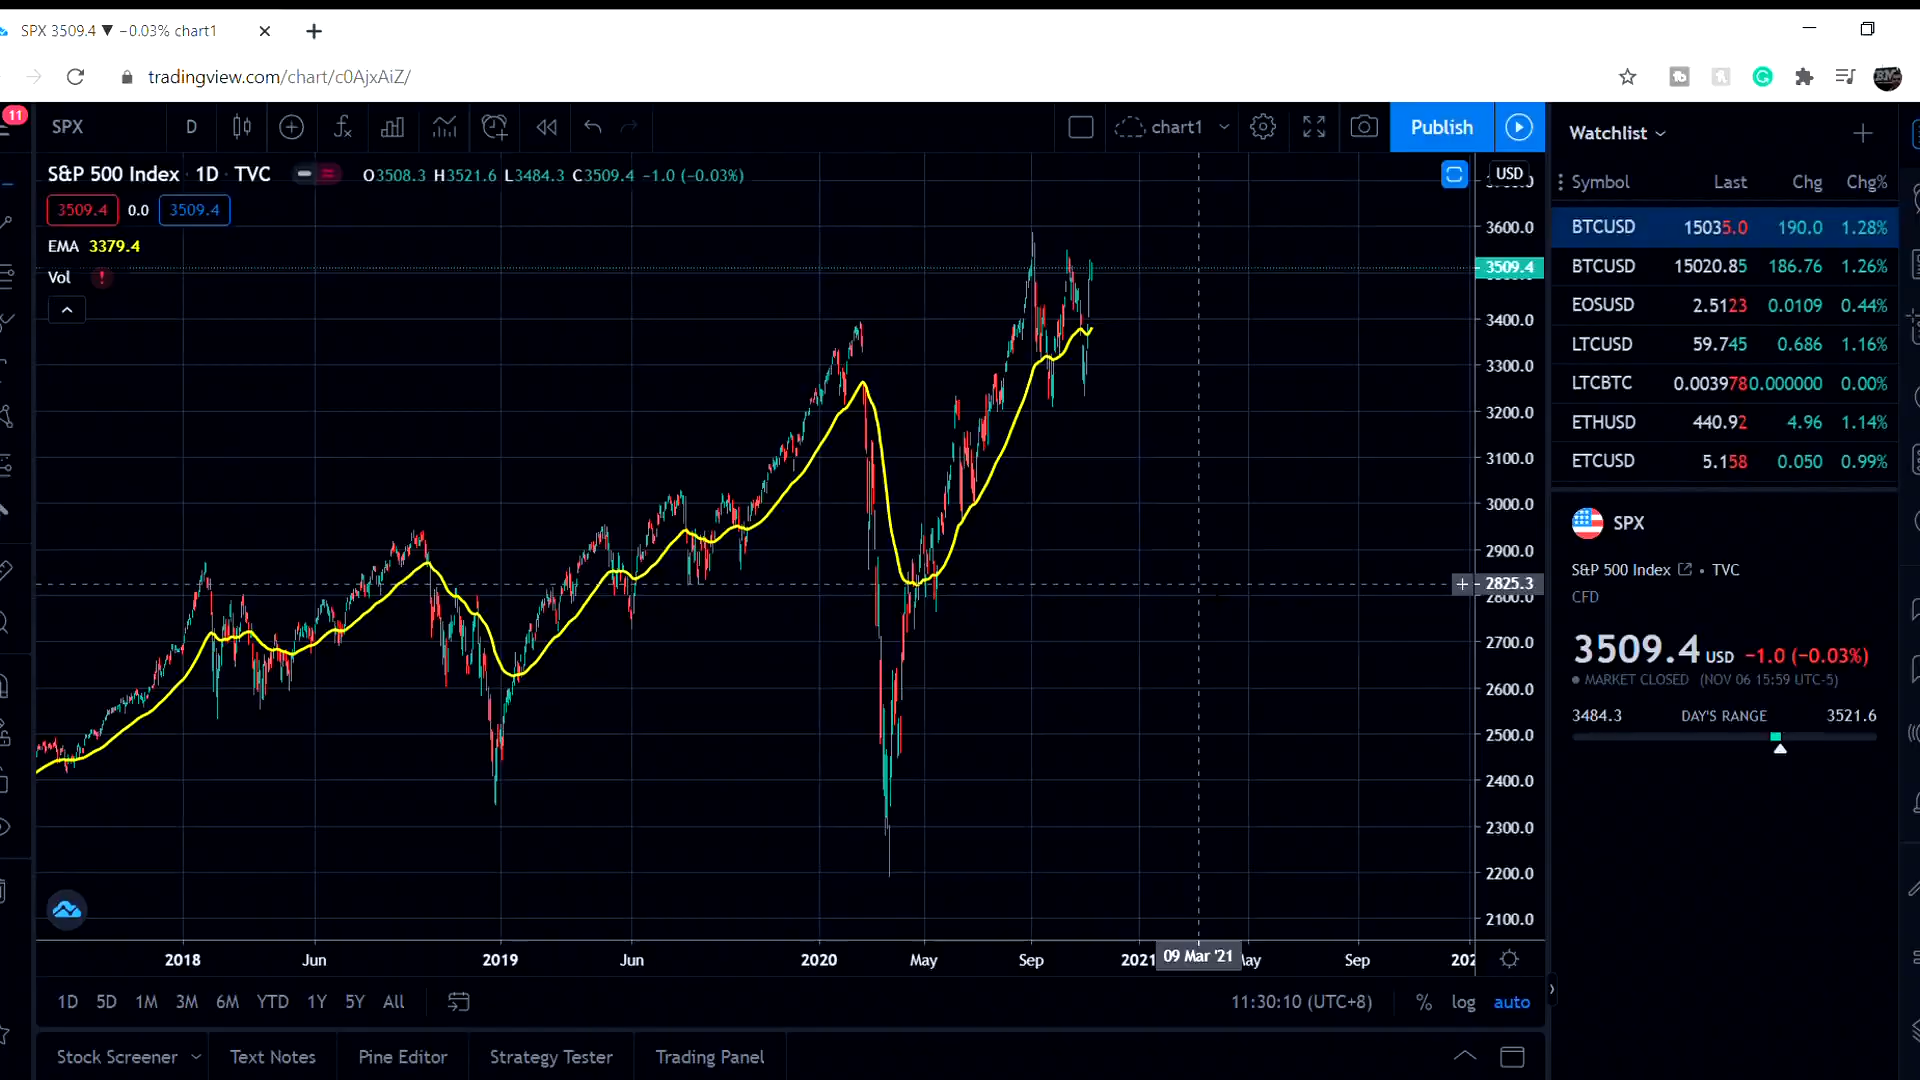 SPX 3509.4 ▼ −0.03% chart1
tradingview.com/chart/c0AjxAiZ/
11
SPX D chart1 Publish
S&P 500 Index · 1D · TVC O3508.3 H3521.6 L3484.3 C3509.4 −1.0 (−0.03%)
3509.4 0.0 3509.4
EMA 3379.4
Vol !
USD
3600.0
3509.4
3400.0
3300.0
3200.0
3100.0
3000.0
2900.0
2825.3
2800.0
2700.0
2600.0
2500.0
2400.0
2300.0
2200.0
2100.0
2018 Jun 2019 Jun 2020 May Sep 2021 09 Mar '21 Sep
1D 5D 1M 3M 6M YTD 1Y 5Y All 11:30:10 (UTC+8) % log auto
Stock Screener Text Notes Pine Editor Strategy Tester Trading Panel
Watchlist
Symbol Last Chg Chg%
BTCUSD 15035.0 190.0 1.28%
BTCUSD 15020.85 186.76 1.26%
EOSUSD 2.5123 0.0109 0.44%
LTCUSD 59.745 0.686 1.16%
LTCBTC 0.003978 0.000000 0.00%
ETHUSD 440.92 4.96 1.14%
ETCUSD 5.158 0.050 0.99%
SPX
S&P 500 Index • TVC
CFD
3509.4 USD −1.0 (−0.03%)
MARKET CLOSED (NOV 06 15:59 UTC-5)
3484.3 DAY'S RANGE 3521.6